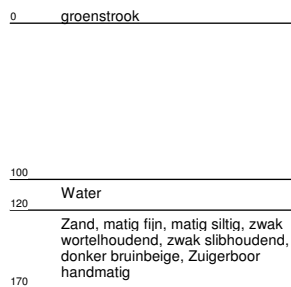 0 groenstrook
100
Water
120
Zand, matig fijn, matig siltig, zwak
wortelhoudend, zwak slibhoudend,
donker bruinbeige, Zuigerboor
handmatig
170